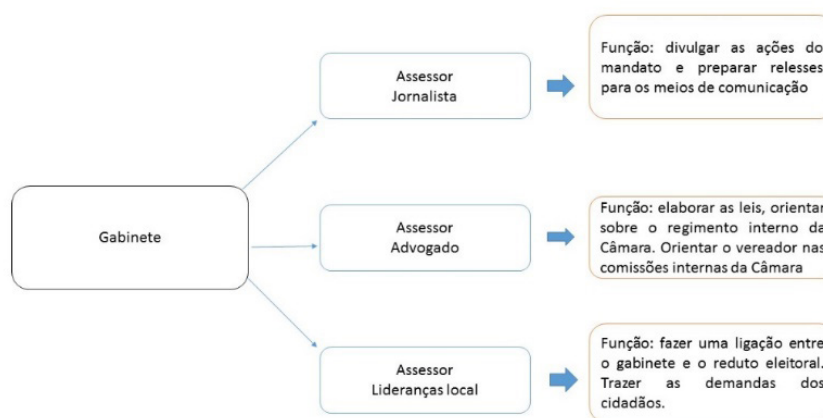 Gabinete
Assessor
Jornalista
Função: divulgar as ações do
mandato e preparar relesses
para os meios de comunicação
Assessor
Advogado
Função: elaborar as leis, orientar
sobre o regimento interno da
Câmara. Orientar o vereador nas
comissões internas da Câmara
Assessor
Lideranças local
Função: fazer uma ligação entre
o gabinete e o reduto eleitoral.
Trazer as demandas dos
cidadãos.